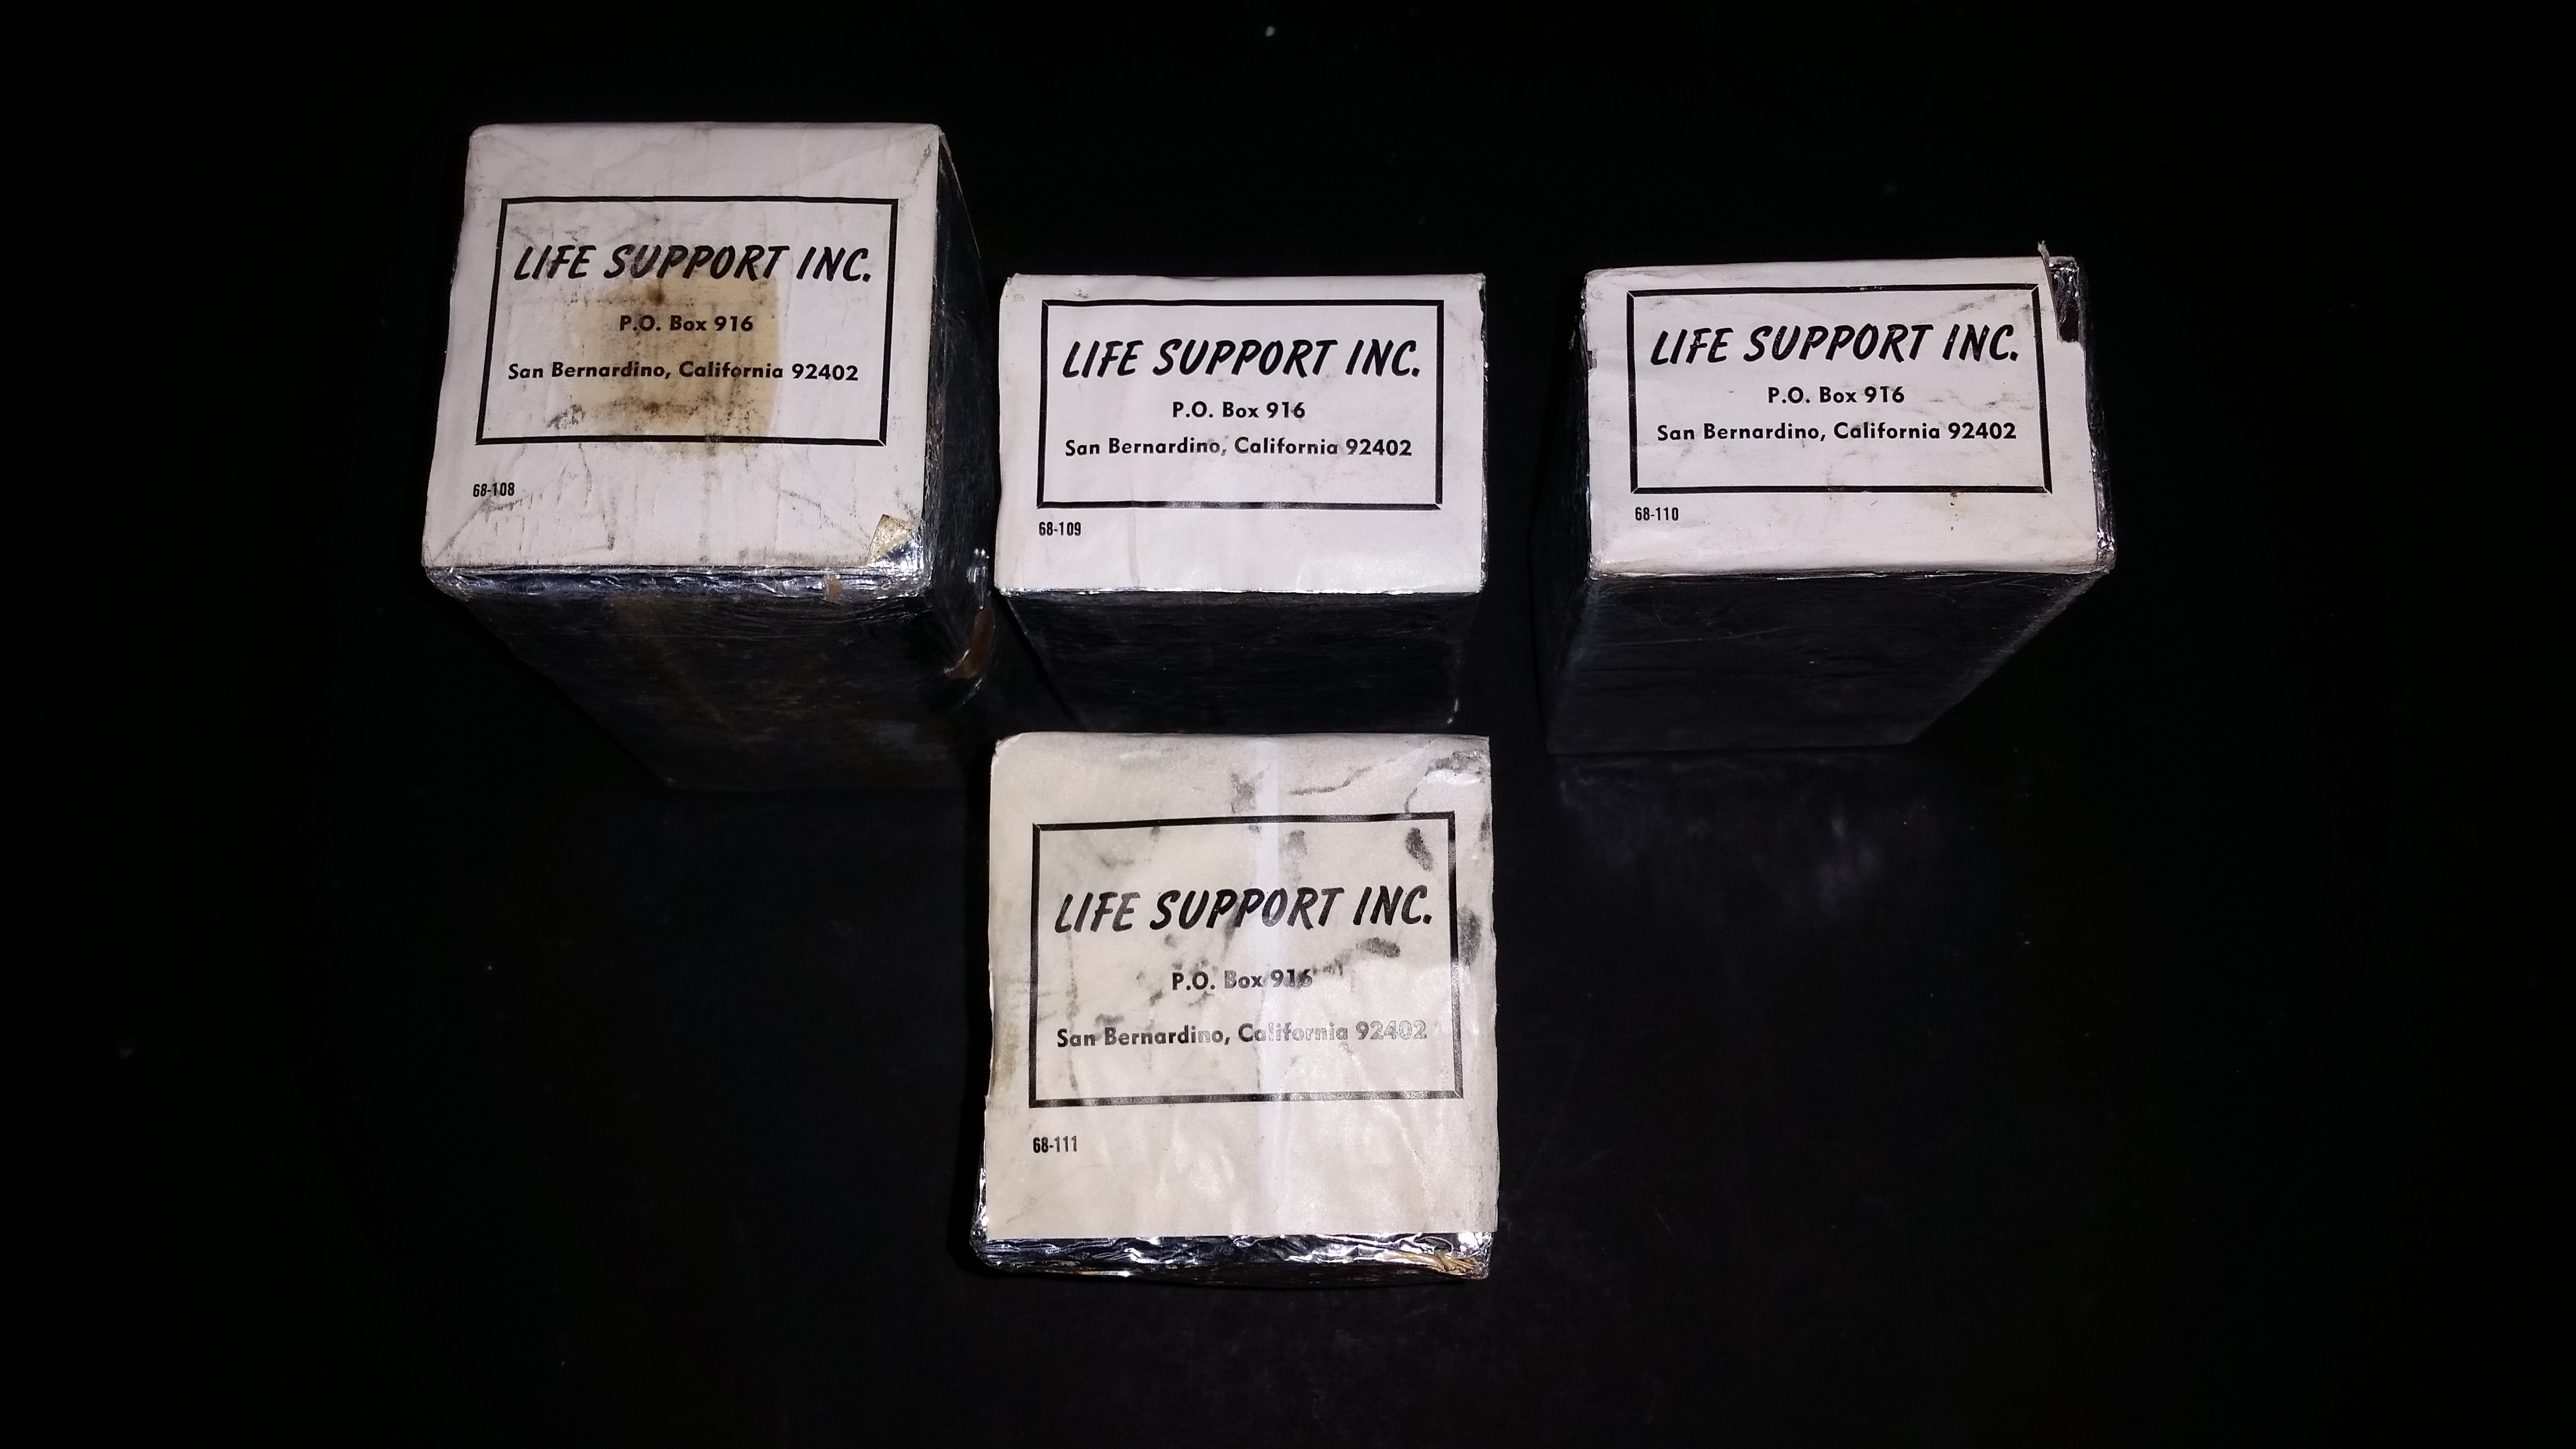 LIFE SUPPORT INC.
P.O. Box 916
San Bernardino, California 92402
68-108
LIFE SUPPORT INC.
P.O. Box 916
San Bernardino, California 92402
68-109
LIFE SUPPORT INC.
P.O. Box 916
San Bernardino, California 92402
68-110
LIFE SUPPORT INC.
P.O. Box 916
San Bernardino, California 92402
68-111